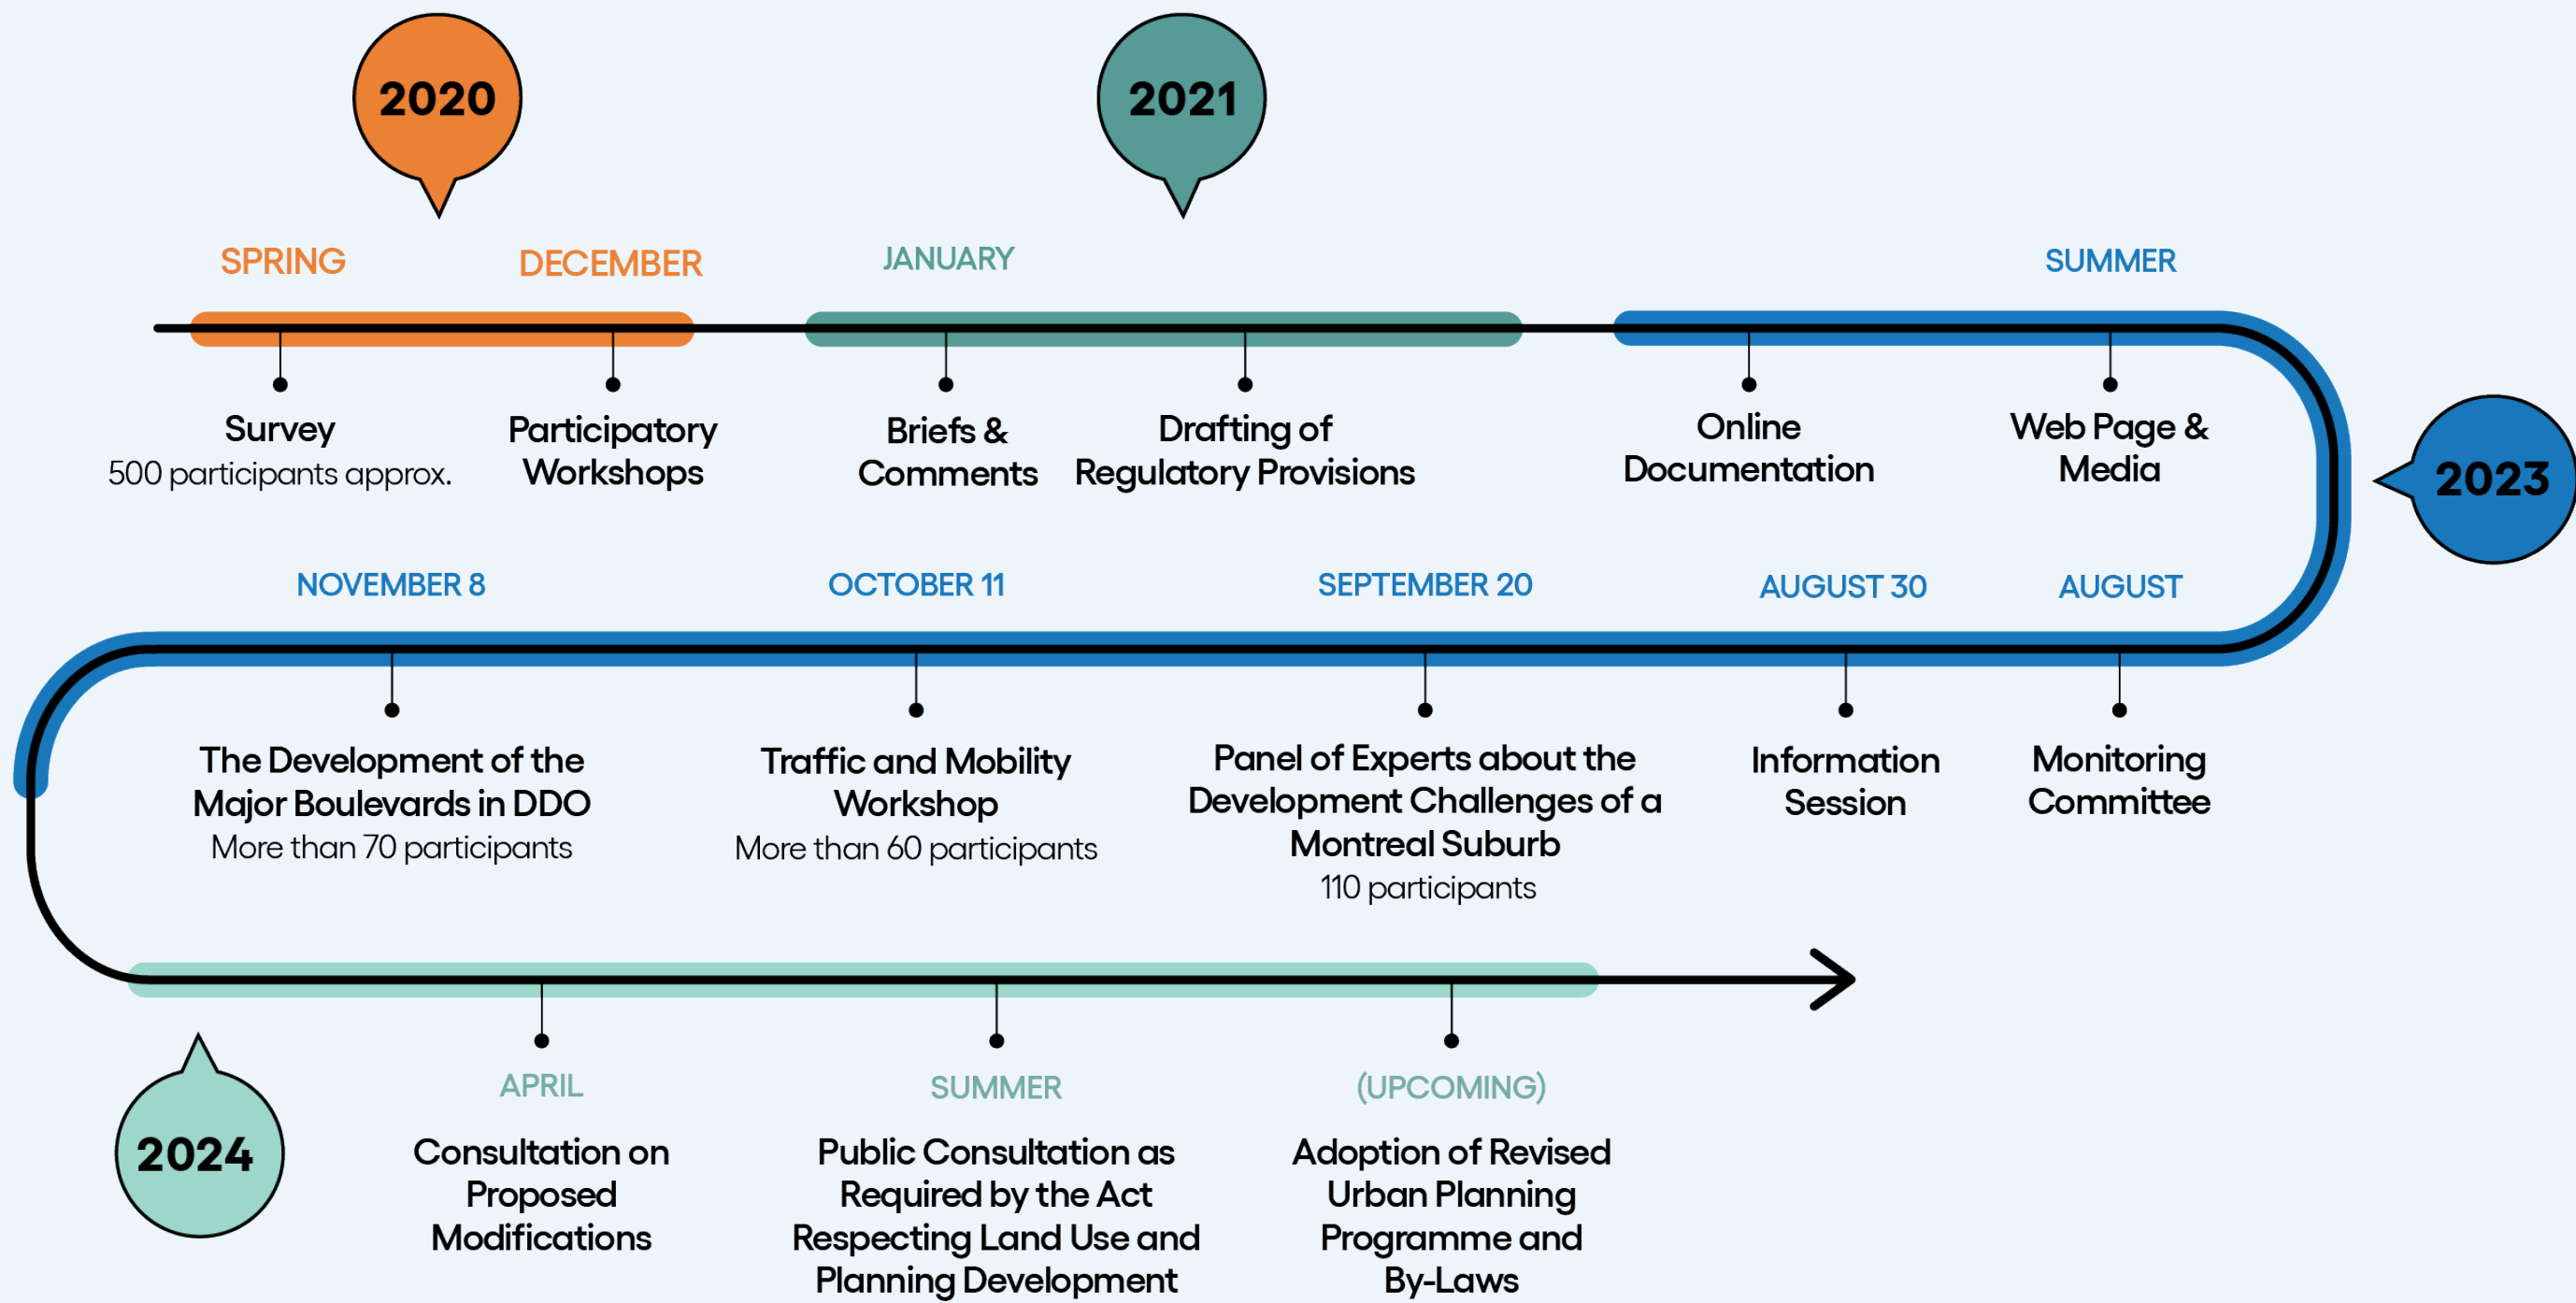 2020
2021
SPRING
DECEMBER
JANUARY
SUMMER
Survey
500 participants approx.
Participatory
Workshops
Briefs &
Comments
Drafting of
Regulatory Provisions
Online
Documentation
Web Page &
Media
2023
NOVEMBER 8
OCTOBER 11
SEPTEMBER 20
AUGUST 30
AUGUST
The Development of the
Major Boulevards in DDO
More than 70 participants
Traffic and Mobility
Workshop
More than 60 participants
Panel of Experts about the
Development Challenges of a
Montreal Suburb
110 participants
Information
Session
Monitoring
Committee
2024
APRIL
Consultation on
Proposed
Modifications
SUMMER
Public Consultation as
Required by the Act
Respecting Land Use and
Planning Development
(UPCOMING)
Adoption of Revised
Urban Planning
Programme and
By-Laws